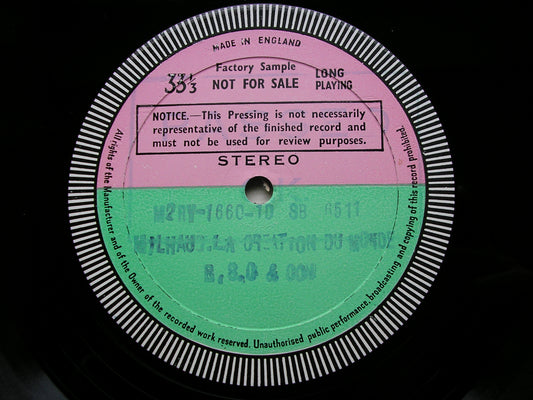 MADE IN ENGLAND
Factory Sample
33⅓ NOT FOR SALE LONG PLAYING
NOTICE.—This Pressing is not necessarily
representative of the finished record and
must not be used for review purposes.
STEREO
SB 6511
MILHAUD.LA CREATION DU MONDE
B.S.O &
All rights of the Manufacturer and of the Owner of the recorded work reserved. Unauthorised public performance, broadcasting and copying of this record prohibited.